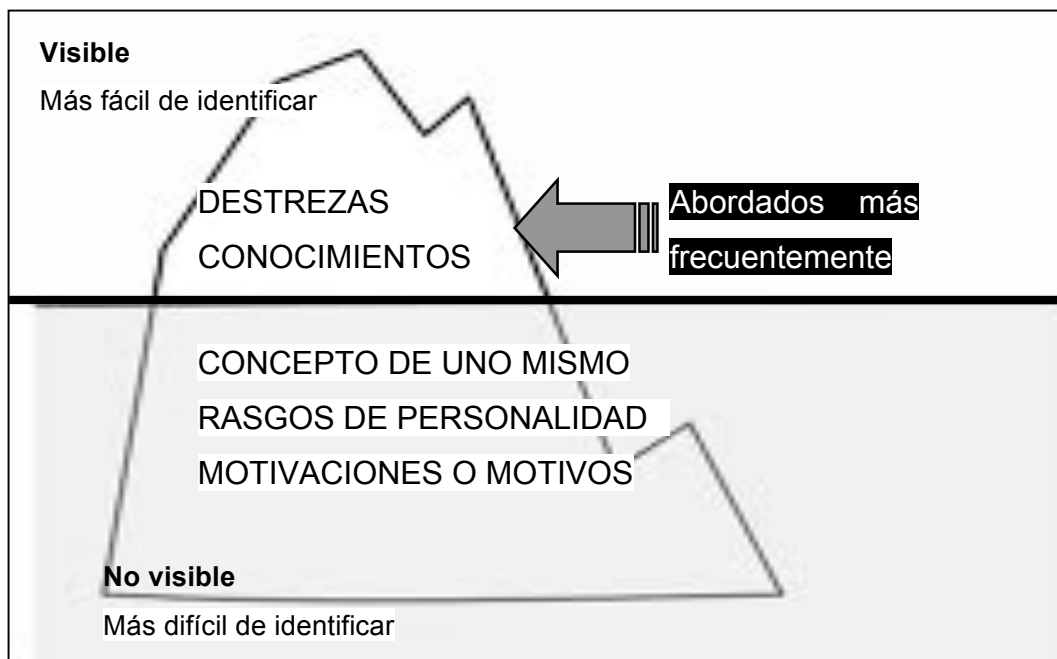 Visible
Más fácil de identificar
DESTREZAS
CONOCIMIENTOS
Abordados más
frecuentemente
CONCEPTO DE UNO MISMO
RASGOS DE PERSONALIDAD
MOTIVACIONES O MOTIVOS
No visible
Más difícil de identificar